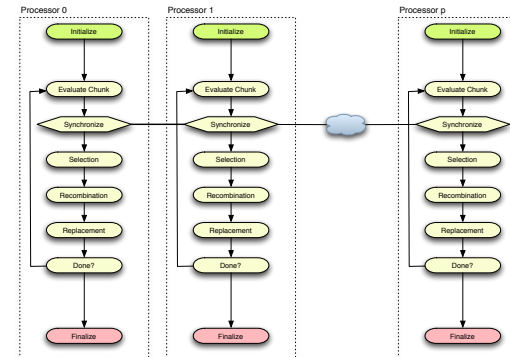 Processor 0
Initialize
Evaluate Chunk
Synchronize
Selection
Recombination
Replacement
Done?
Finalize
Processor 1
Initialize
Evaluate Chunk
Synchronize
Selection
Recombination
Replacement
Done?
Finalize
Processor p
Initialize
Evaluate Chunk
Synchronize
Selection
Recombination
Replacement
Done?
Finalize